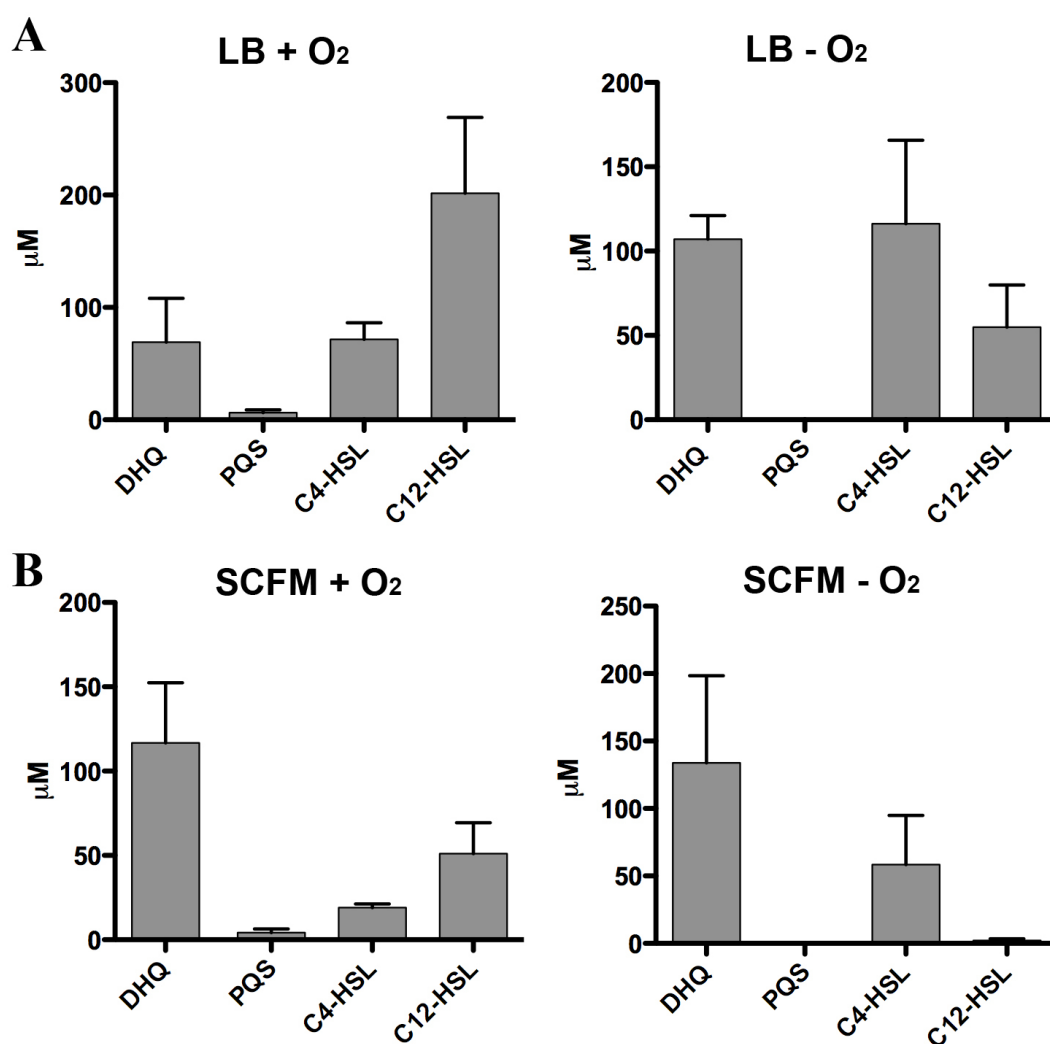 A
LB + O₂
300
200
100
0
μM
DHQ
PQS
C4-HSL
C12-HSL
LB - O₂
200
150
100
50
0
μM
DHQ
PQS
C4-HSL
C12-HSL
B
SCFM + O₂
200
150
100
50
0
μM
DHQ
PQS
C4-HSL
C12-HSL
SCFM - O₂
250
200
150
100
50
0
μM
DHQ
PQS
C4-HSL
C12-HSL